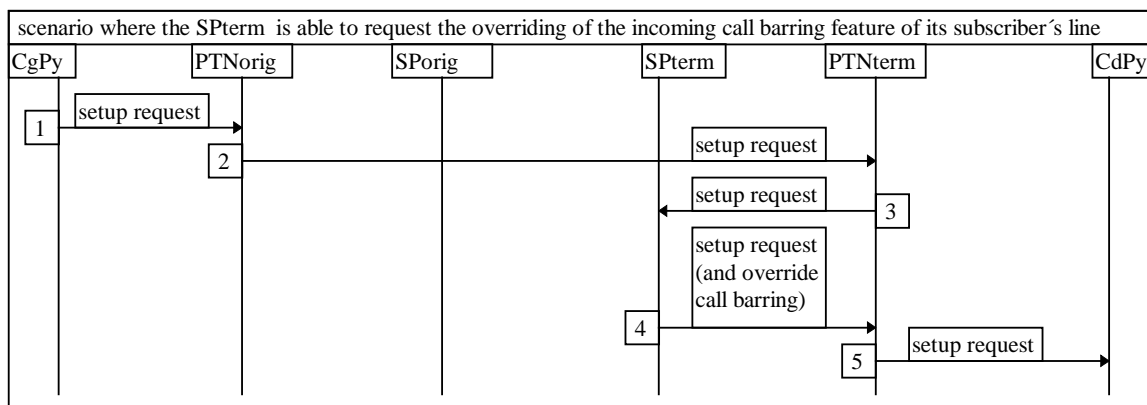 scenario where the SPterm is able to request the overriding of the incoming call barring feature of its subscriber´s line
CgPy PTNorig SPorig SPterm PTNterm CdPy
1 setup request
2 setup request
setup request 3
setup request
(and override
call barring)
4
5 setup request